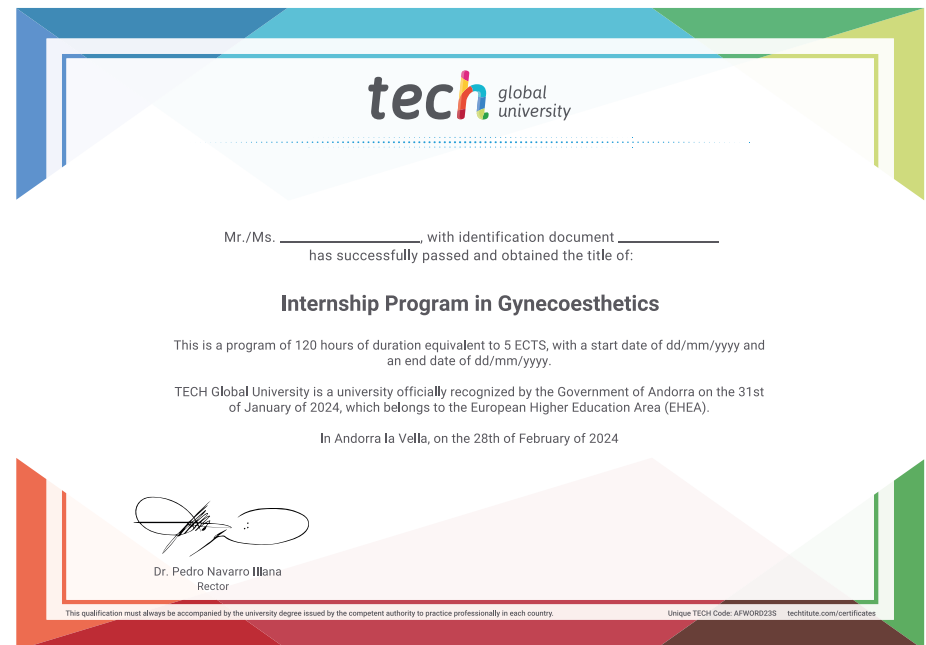 tech global
university
Mr./Ms. ____________, with identification document ____________
has successfully passed and obtained the title of:
Internship Program in Gynecoesthetics
This is a program of 120 hours of duration equivalent to 5 ECTS, with a start date of dd/mm/yyyy and
an end date of dd/mm/yyyy.
TECH Global University is a university officially recognized by the Government of Andorra on the 31st
of January of 2024, which belongs to the European Higher Education Area (EHEA).
In Andorra la Vella, on the 28th of February of 2024
Dr. Pedro Navarro Illana
Rector
This qualification must always be accompanied by the university degree issued by the competent authority to practice professionally in each country.
Unique TECH Code: AFWORD23S techtitute.com/certificates